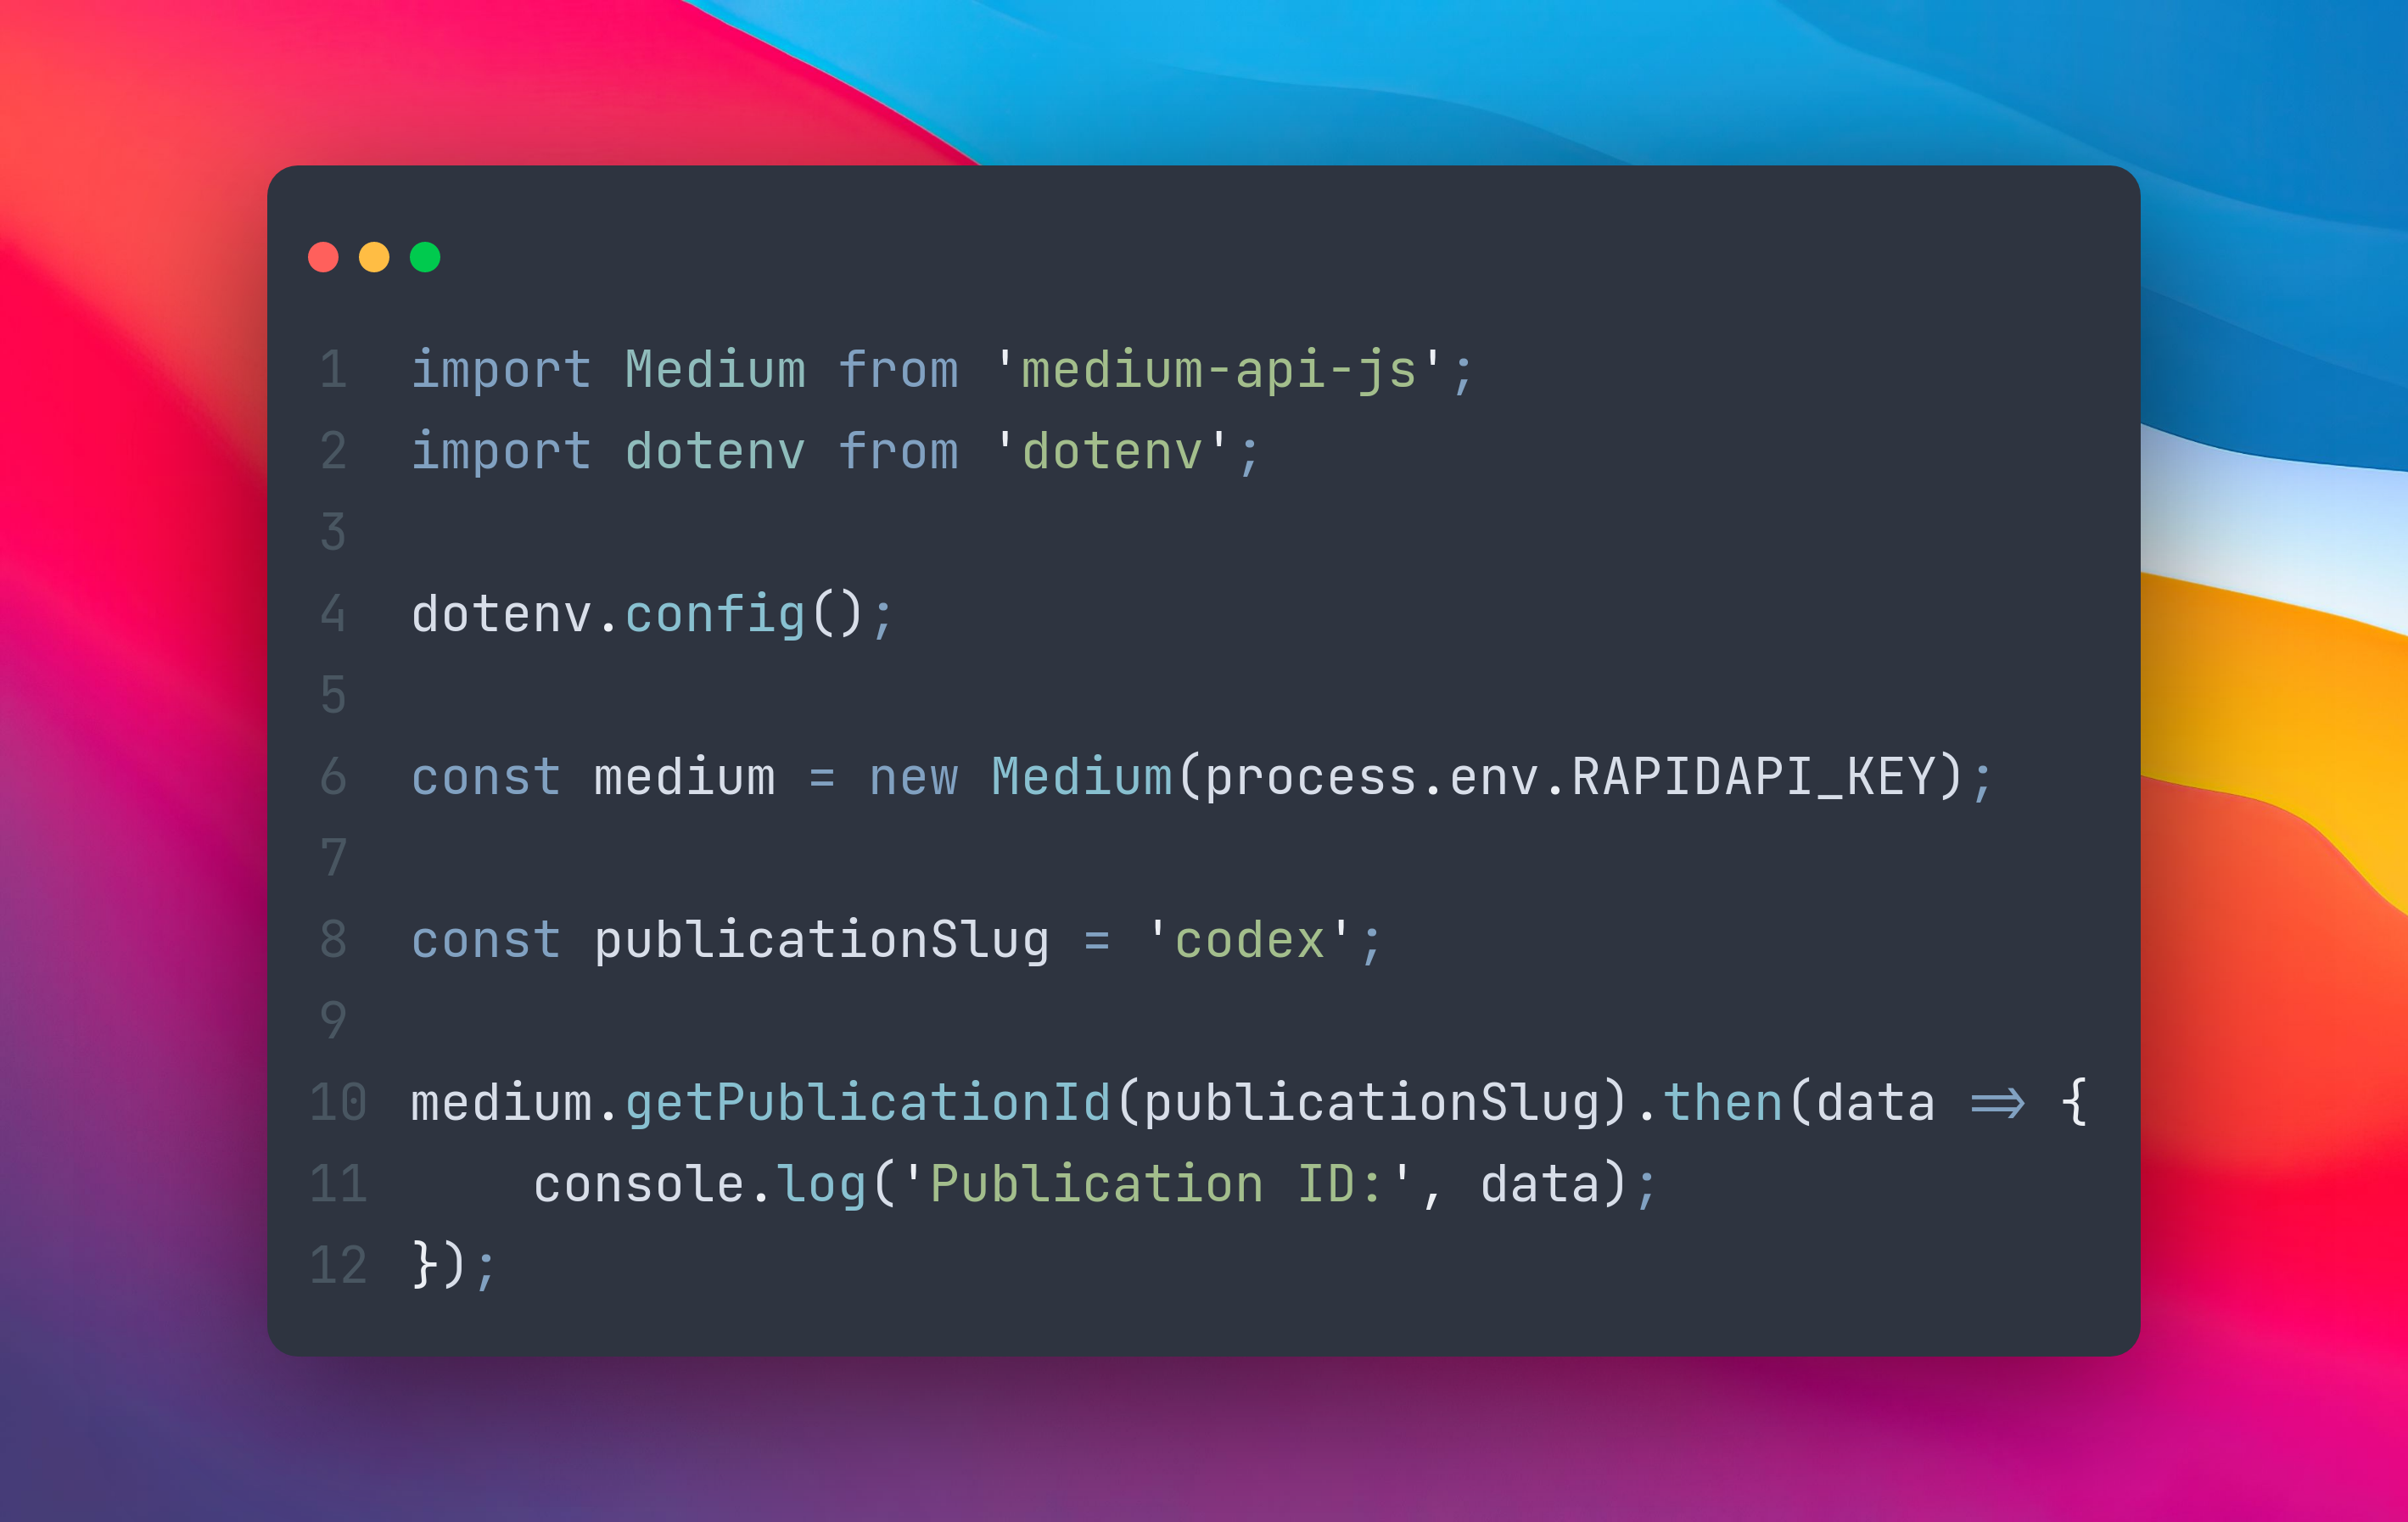 1 import Medium from 'medium-api-js';
2 import dotenv from 'dotenv';
3
4 dotenv.config();
5
6 const medium = new Medium(process.env.RAPIDAPI_KEY);
7
8 const publicationSlug = 'codex';
9
10 medium.getPublicationId(publicationSlug).then(data => {
11     console.log('Publication ID:', data);
12 });